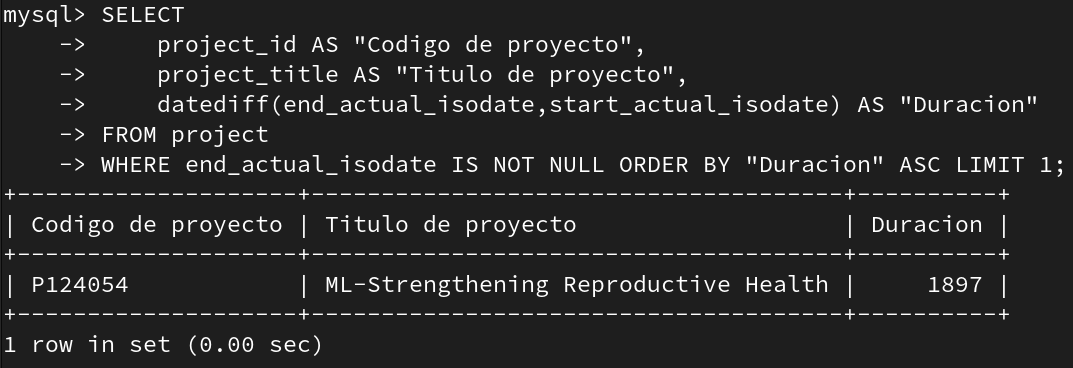 mysql> SELECT
    ->     project_id AS "Codigo de proyecto",
    ->     project_title AS "Titulo de proyecto",
    ->     datediff(end_actual_isodate,start_actual_isodate) AS "Duracion"
    -> FROM project
    -> WHERE end_actual_isodate IS NOT NULL ORDER BY "Duracion" ASC LIMIT 1;
+--------------------+--------------------------------------+----------+
| Codigo de proyecto | Titulo de proyecto                   | Duracion |
+--------------------+--------------------------------------+----------+
| P124054            | ML-Strengthening Reproductive Health |     1897 |
+--------------------+--------------------------------------+----------+
1 row in set (0.00 sec)